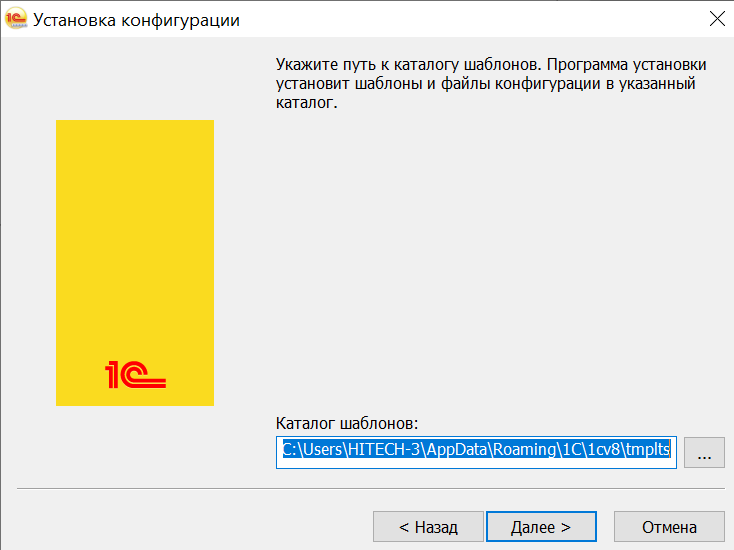 Установка конфигурации
Укажите путь к каталогу шаблонов. Программа установки
установит шаблоны и файлы конфигурации в указанный
каталог.
1С
Каталог шаблонов:
C:\Users\HITECH-3\AppData\Roaming\1C\1cv8\tmplts
...
< Назад
Далее >
Отмена